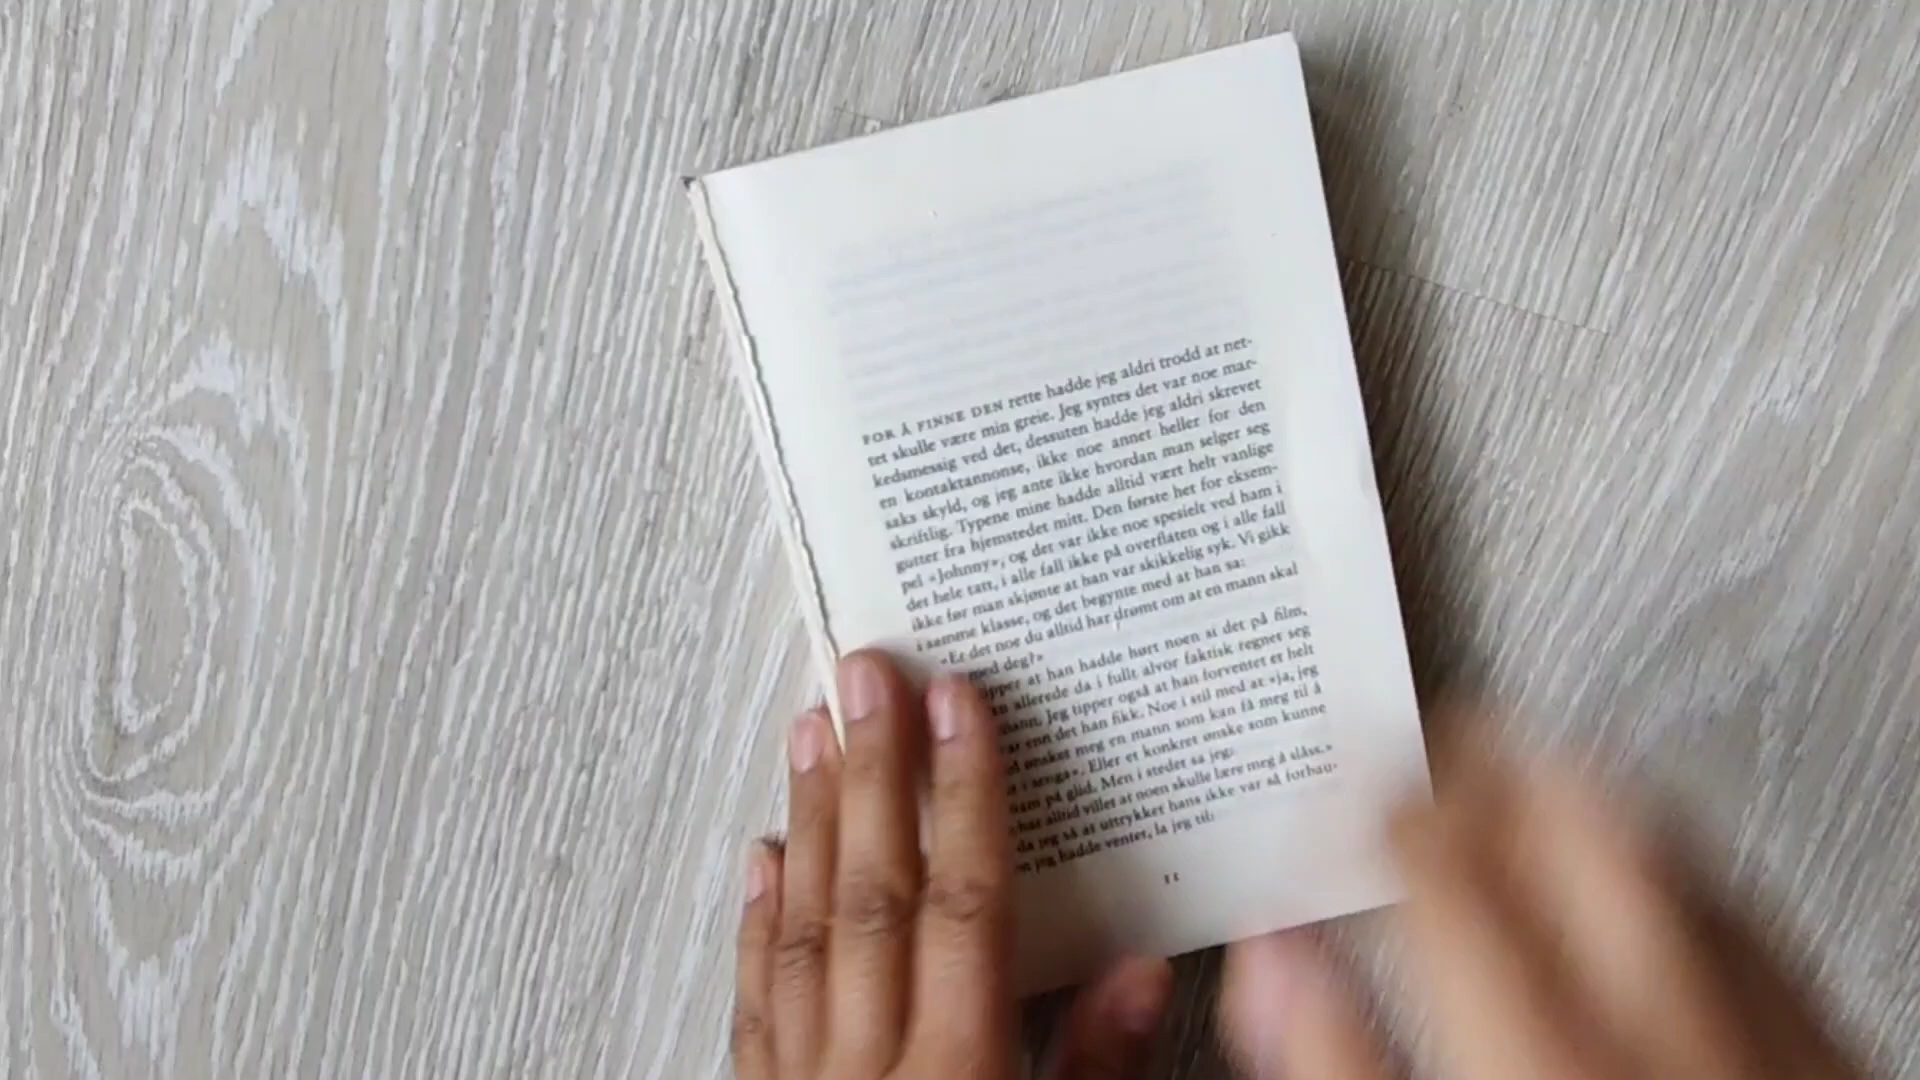 FOR Å FINNE DEN rette hadde jeg aldri trodd at net-
tet skulle være min greie. Jeg syntes det var noe mar-
kedsmessig ved det, dessuten hadde jeg aldri skrevet
en kontaktannonse, ikke noe annet heller for den
saks skyld, og jeg ante ikke hvordan man selger seg
skriftlig. Typene mine hadde alltid vært helt vanlige
gutter fra hjemstedet mitt. Den første het for eksem-
pel «Johnny», og det var ikke noe spesielt ved ham i
det hele tatt, i alle fall ikke på overflaten og i alle fall
ikke før man skjønte at han var skikkelig syk. Vi gikk
i samme klasse, og det begynte med at han sa:
«Er det noe du alltid har drømt om at en mann skal
med deg?»
tipper at han hadde hørt noen si det på film,
allerede da i fullt alvor faktisk regnet seg
mann. Jeg tipper også at han forventet et helt
enn det han fikk. Noe i stil med at «ja, jeg
ønsket meg en mann som kan få meg til å
i senga». Eller et konkret ønske som kunne
ham på glid. Men i stedet sa jeg:
har alltid villet at noen skulle lære meg å slåss.»
da jeg så at uttrykket hans ikke var så forbau-
jeg hadde ventet, la jeg til:
11